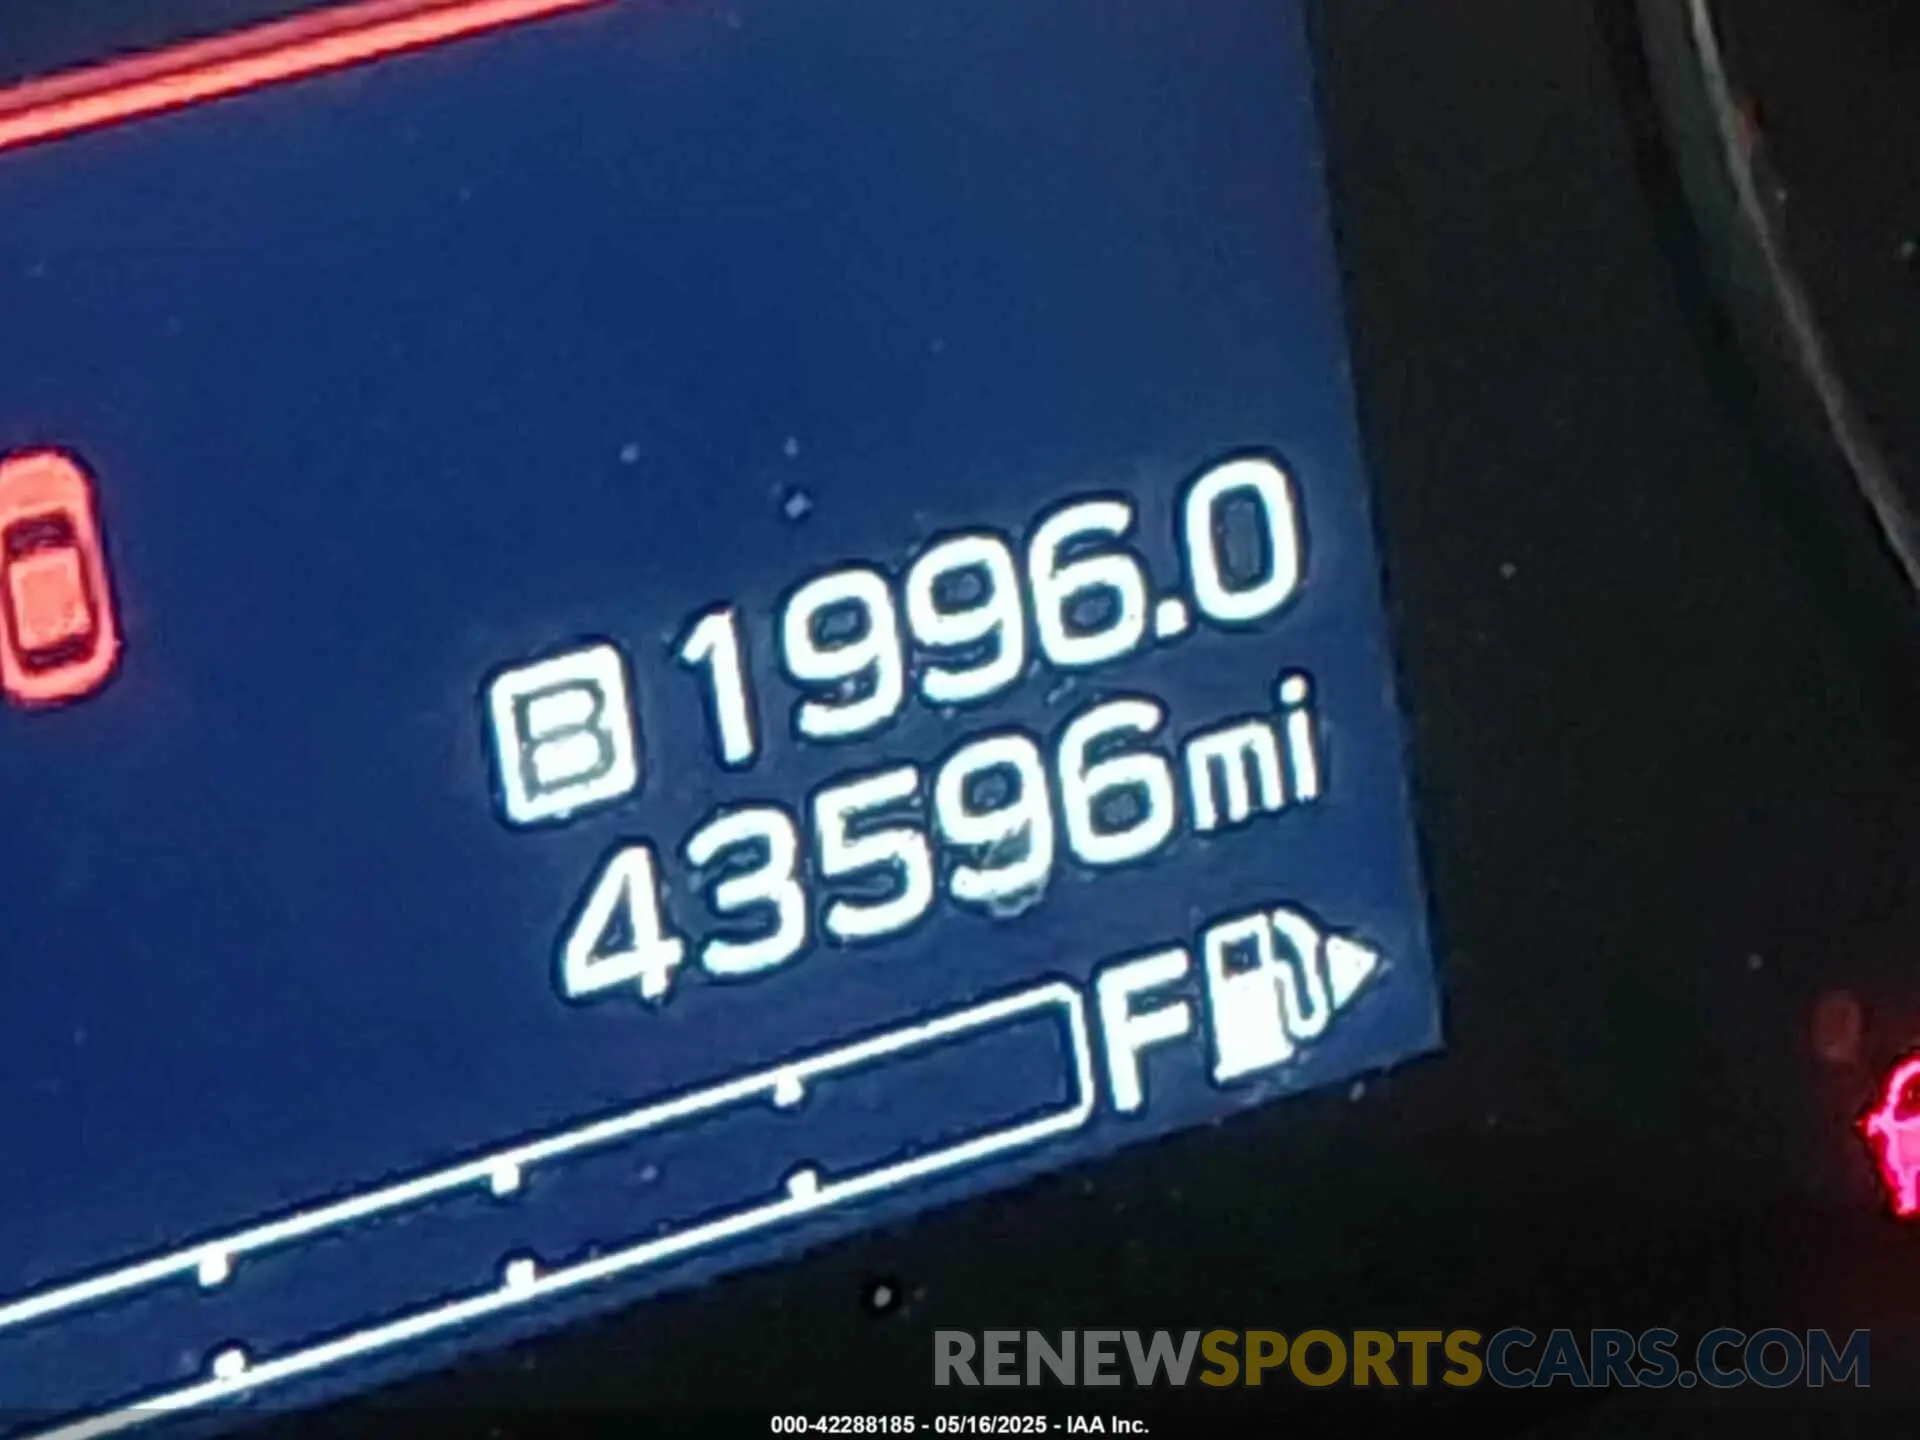 B 1996.0
43596mi
F
RENEWSPORTSCARS.COM
000-42288185 - 05/16/2025 - IAA Inc.